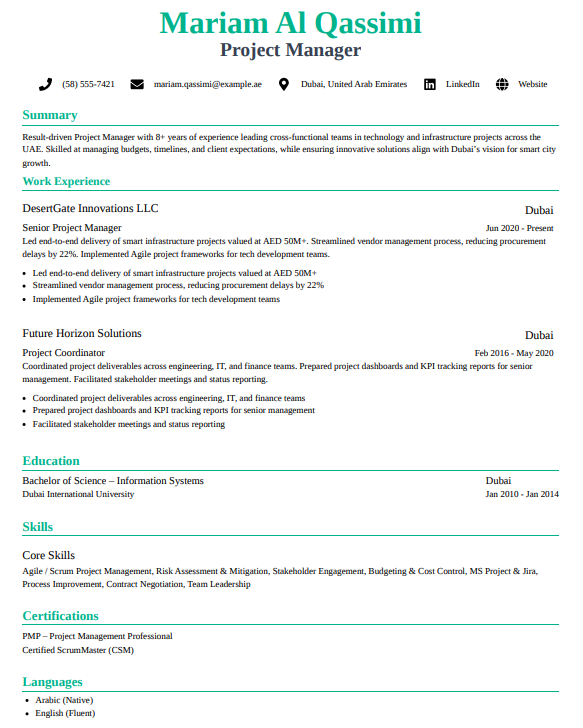 Mariam Al Qassimi
Project Manager
(58) 555-7421 mariam.qassimi@example.ae Dubai, United Arab Emirates LinkedIn Website
Summary
Result-driven Project Manager with 8+ years of experience leading cross-functional teams in technology and infrastructure projects across the
UAE. Skilled at managing budgets, timelines, and client expectations, while ensuring innovative solutions align with Dubai's vision for smart city
growth.
Work Experience
DesertGate Innovations LLC Dubai
Senior Project Manager Jun 2020 - Present
Led end-to-end delivery of smart infrastructure projects valued at AED 50M+. Streamlined vendor management process, reducing procurement
delays by 22%. Implemented Agile project frameworks for tech development teams.
• Led end-to-end delivery of smart infrastructure projects valued at AED 50M+
• Streamlined vendor management process, reducing procurement delays by 22%
• Implemented Agile project frameworks for tech development teams
Future Horizon Solutions Dubai
Project Coordinator Feb 2016 - May 2020
Coordinated project deliverables across engineering, IT, and finance teams. Prepared project dashboards and KPI tracking reports for senior
management. Facilitated stakeholder meetings and status reporting.
• Coordinated project deliverables across engineering, IT, and finance teams
• Prepared project dashboards and KPI tracking reports for senior management
• Facilitated stakeholder meetings and status reporting
Education
Bachelor of Science – Information Systems Dubai
Dubai International University Jan 2010 - Jan 2014
Skills
Core Skills
Agile / Scrum Project Management, Risk Assessment & Mitigation, Stakeholder Engagement, Budgeting & Cost Control, MS Project & Jira,
Process Improvement, Contract Negotiation, Team Leadership
Certifications
PMP – Project Management Professional
Certified ScrumMaster (CSM)
Languages
• Arabic (Native)
• English (Fluent)